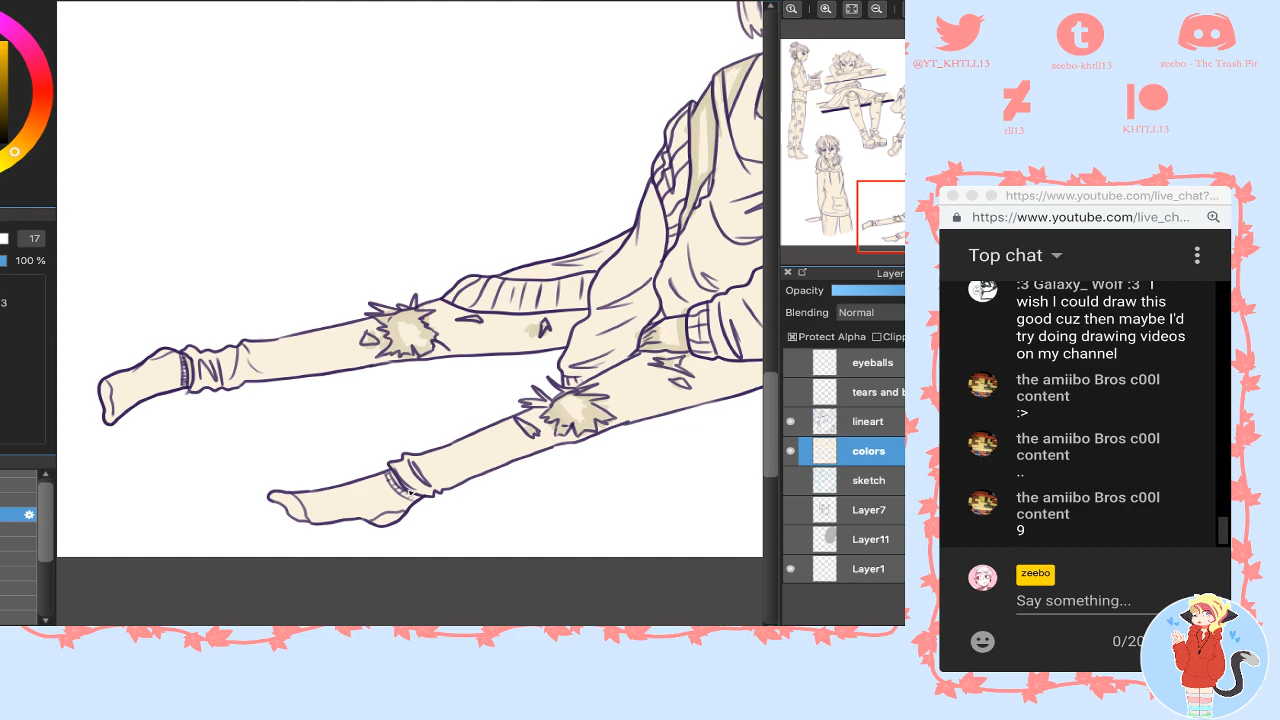 17
100 %
3
Layer
Opacity
Blending
Normal
Protect Alpha
Clipp
eyeballs
tears and b
lineart
colors
sketch
Layer7
Layer11
Layer1
@YT_KHTLL13
zeebo-khtll13
zeebo - The Trash Pit
tll13
KHTLL13
https://www.youtube.com/live_chat?...
https://www.youtube.com/live_ch...
Top chat
:3 Galaxy_ Wolf :3 I
wish I could draw this
good cuz then maybe I'd
try doing drawing videos
on my channel
the amiibo Bros c00l
content
:>
the amiibo Bros c00l
content
..
the amiibo Bros c00l
content
9
zeebo
Say something...
0/20